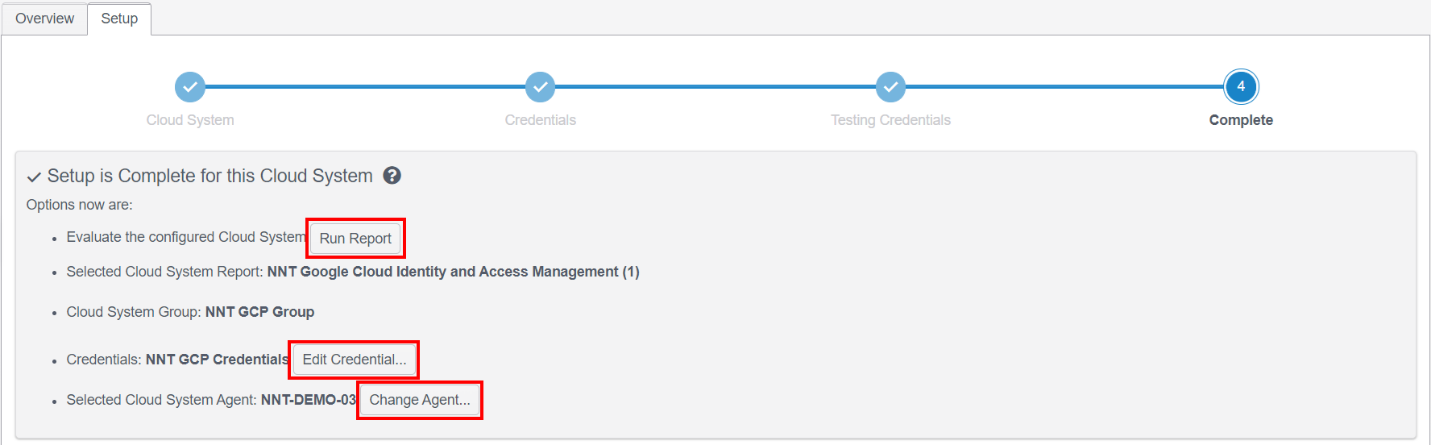 Overview
Setup
4
Cloud System
Credentials
Testing Credentials
Complete
Setup is Complete for this Cloud System ?
Options now are:
Evaluate the configured Cloud System Run Report
Selected Cloud System Report: NNT Google Cloud Identity and Access Management (1)
Cloud System Group: NNT GCP Group
Credentials: NNT GCP Credentials Edit Credential...
Selected Cloud System Agent: NNT-DEMO-03 Change Agent...